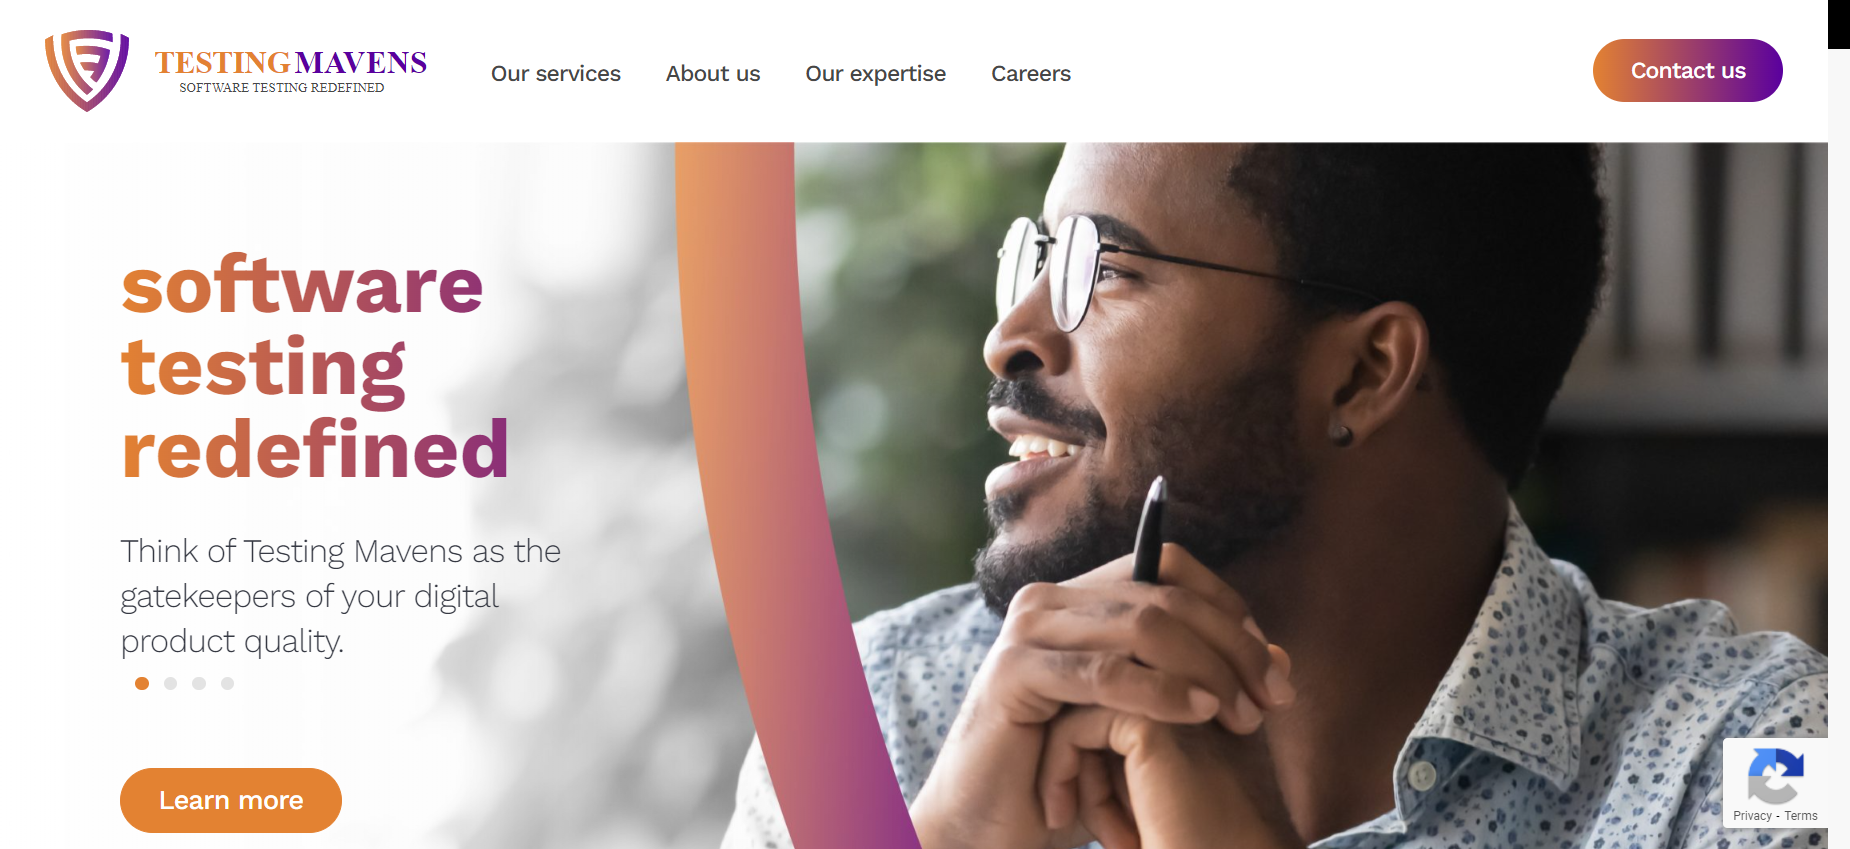 TESTING MAVENS
SOFTWARE TESTING REDEFINED
Our services
About us
Our expertise
Careers
Contact us
software
testing
redefined
Think of Testing Mavens as the
gatekeepers of your digital
product quality.
Learn more
Privacy - Terms